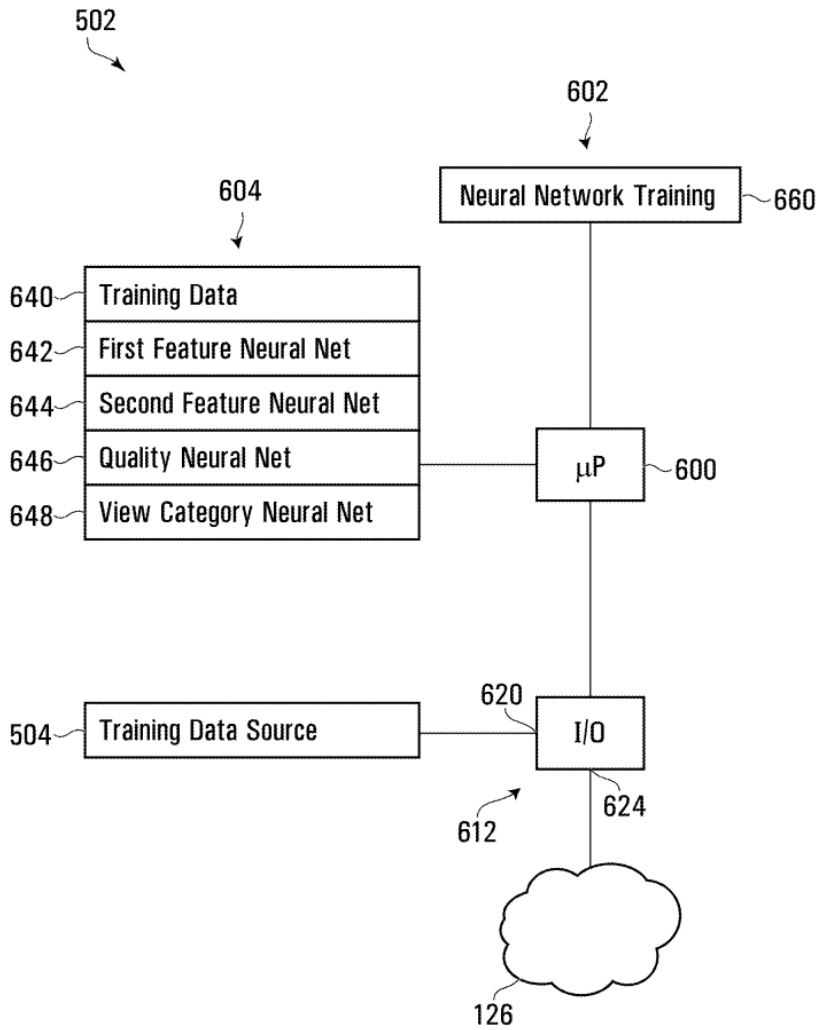 502
602
Neural Network Training
660
604
640
Training Data
642
First Feature Neural Net
644
Second Feature Neural Net
646
Quality Neural Net
μP
600
648
View Category Neural Net
620
504
Training Data Source
I/O
612
624
126